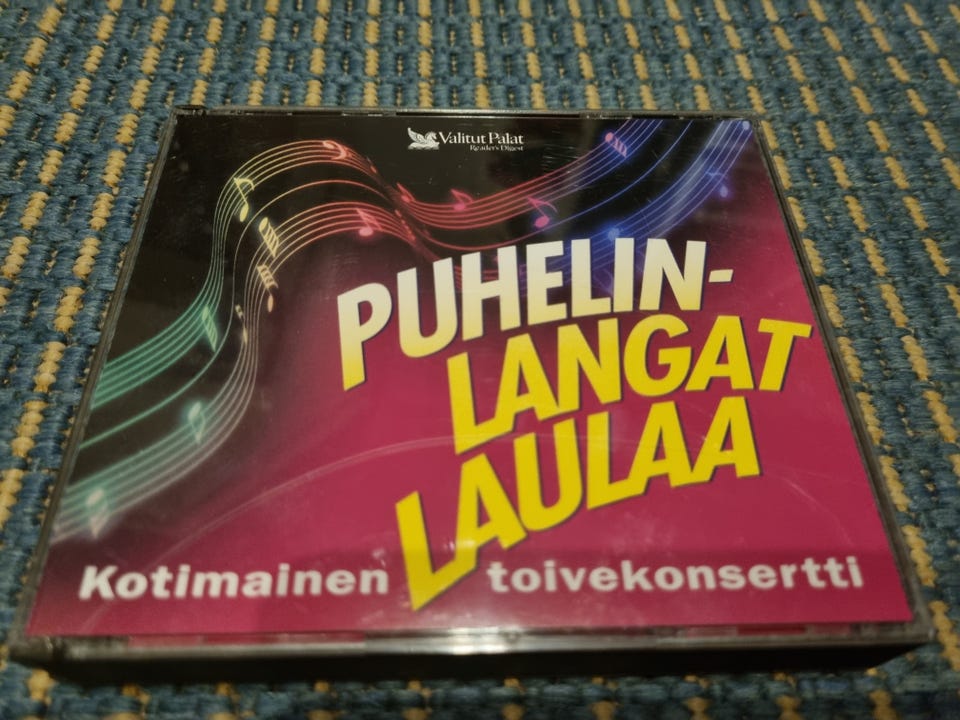 Valitut Palat
Reader's Digest
PUHELIN-
LANGAT
LAULAA
Kotimainen toivekonsertti